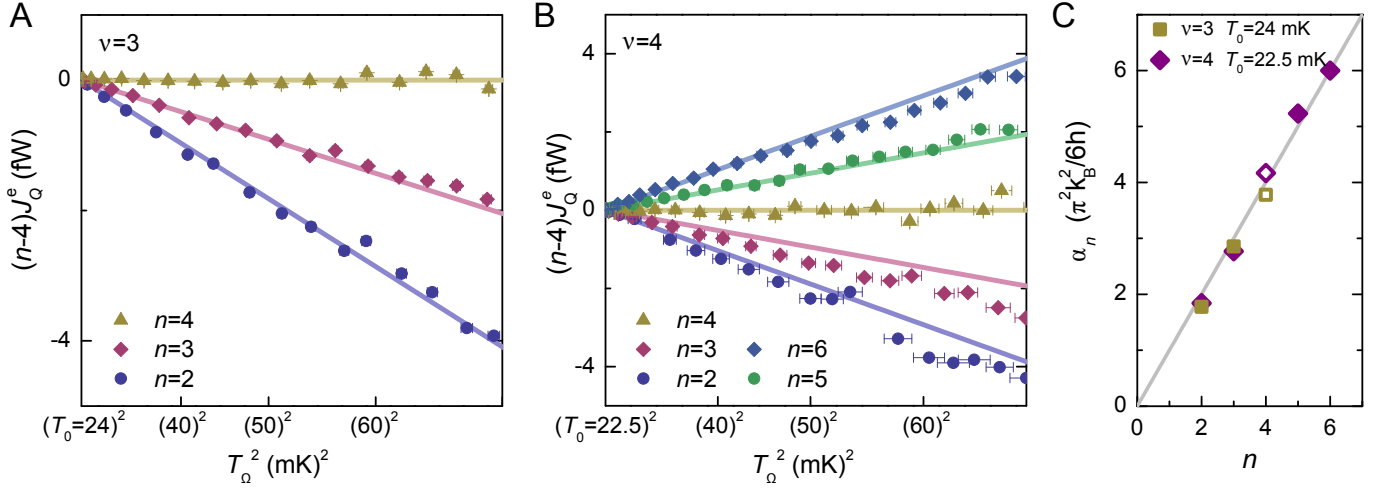 A
ν=3
0
-4
(n-4)J_Q^e (fW)
n=4
n=3
n=2
(T_0=24)^2 (40)^2 (50)^2 (60)^2
T_Ω^2 (mK)^2
B
ν=4
4
0
-4
(n-4)J_Q^e (fW)
n=4
n=3 n=6
n=2 n=5
(T_0=22.5)^2 (40)^2 (50)^2 (60)^2
T_Ω^2 (mK)^2
C
ν=3 T_0=24 mK
ν=4 T_0=22.5 mK
6
4
2
0
α_n (π^2k_B^2/6h)
0 2 4 6
n